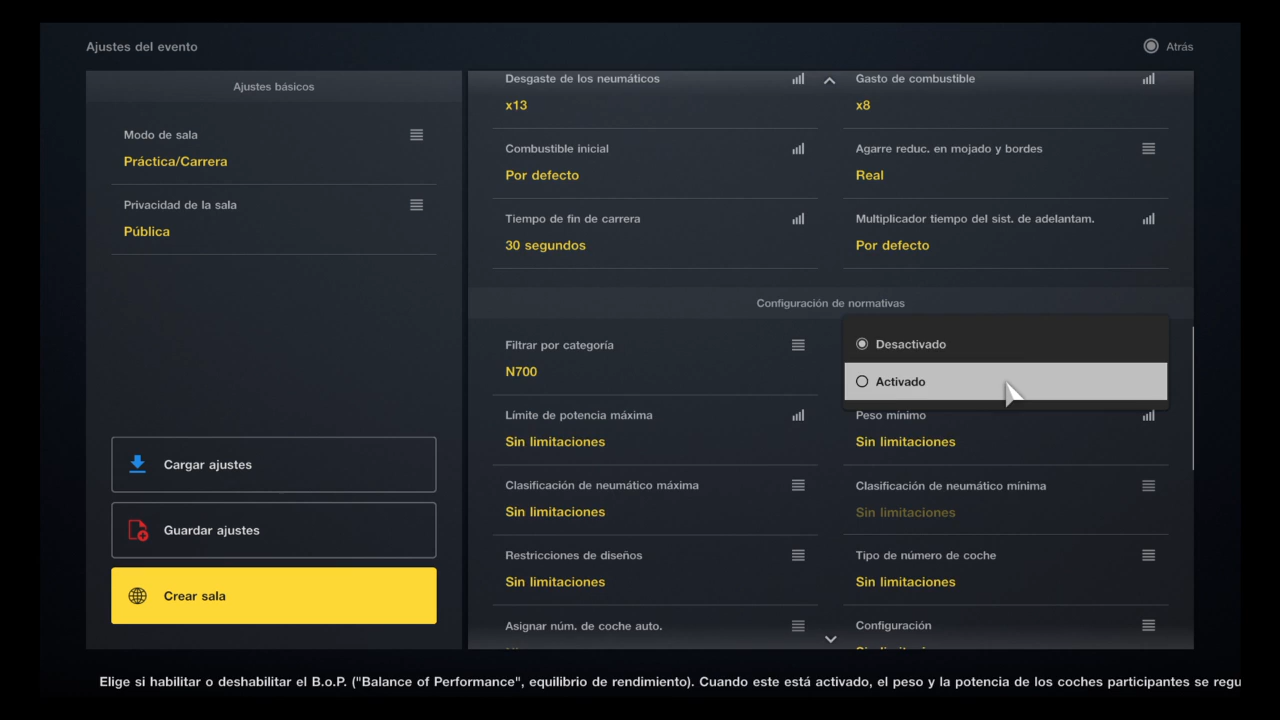 Ajustes del evento
Atrás
Ajustes básicos
Modo de sala
Práctica/Carrera
Privacidad de la sala
Pública
Cargar ajustes
Guardar ajustes
Crear sala
Desgaste de los neumáticos
x13
Gasto de combustible
x8
Combustible inicial
Por defecto
Agarre reduc. en mojado y bordes
Real
Tiempo de fin de carrera
30 segundos
Multiplicador tiempo del sist. de adelantam.
Por defecto
Configuración de normativas
Filtrar por categoría
N700
Desactivado
Activado
Límite de potencia máxima
Sin limitaciones
Peso mínimo
Sin limitaciones
Clasificación de neumático máxima
Sin limitaciones
Clasificación de neumático mínima
Sin limitaciones
Restricciones de diseños
Sin limitaciones
Tipo de número de coche
Sin limitaciones
Asignar núm. de coche auto.
Configuración
Elige si habilitar o deshabilitar el B.o.P. ("Balance of Performance", equilibrio de rendimiento). Cuando este está activado, el peso y la potencia de los coches participantes se regu